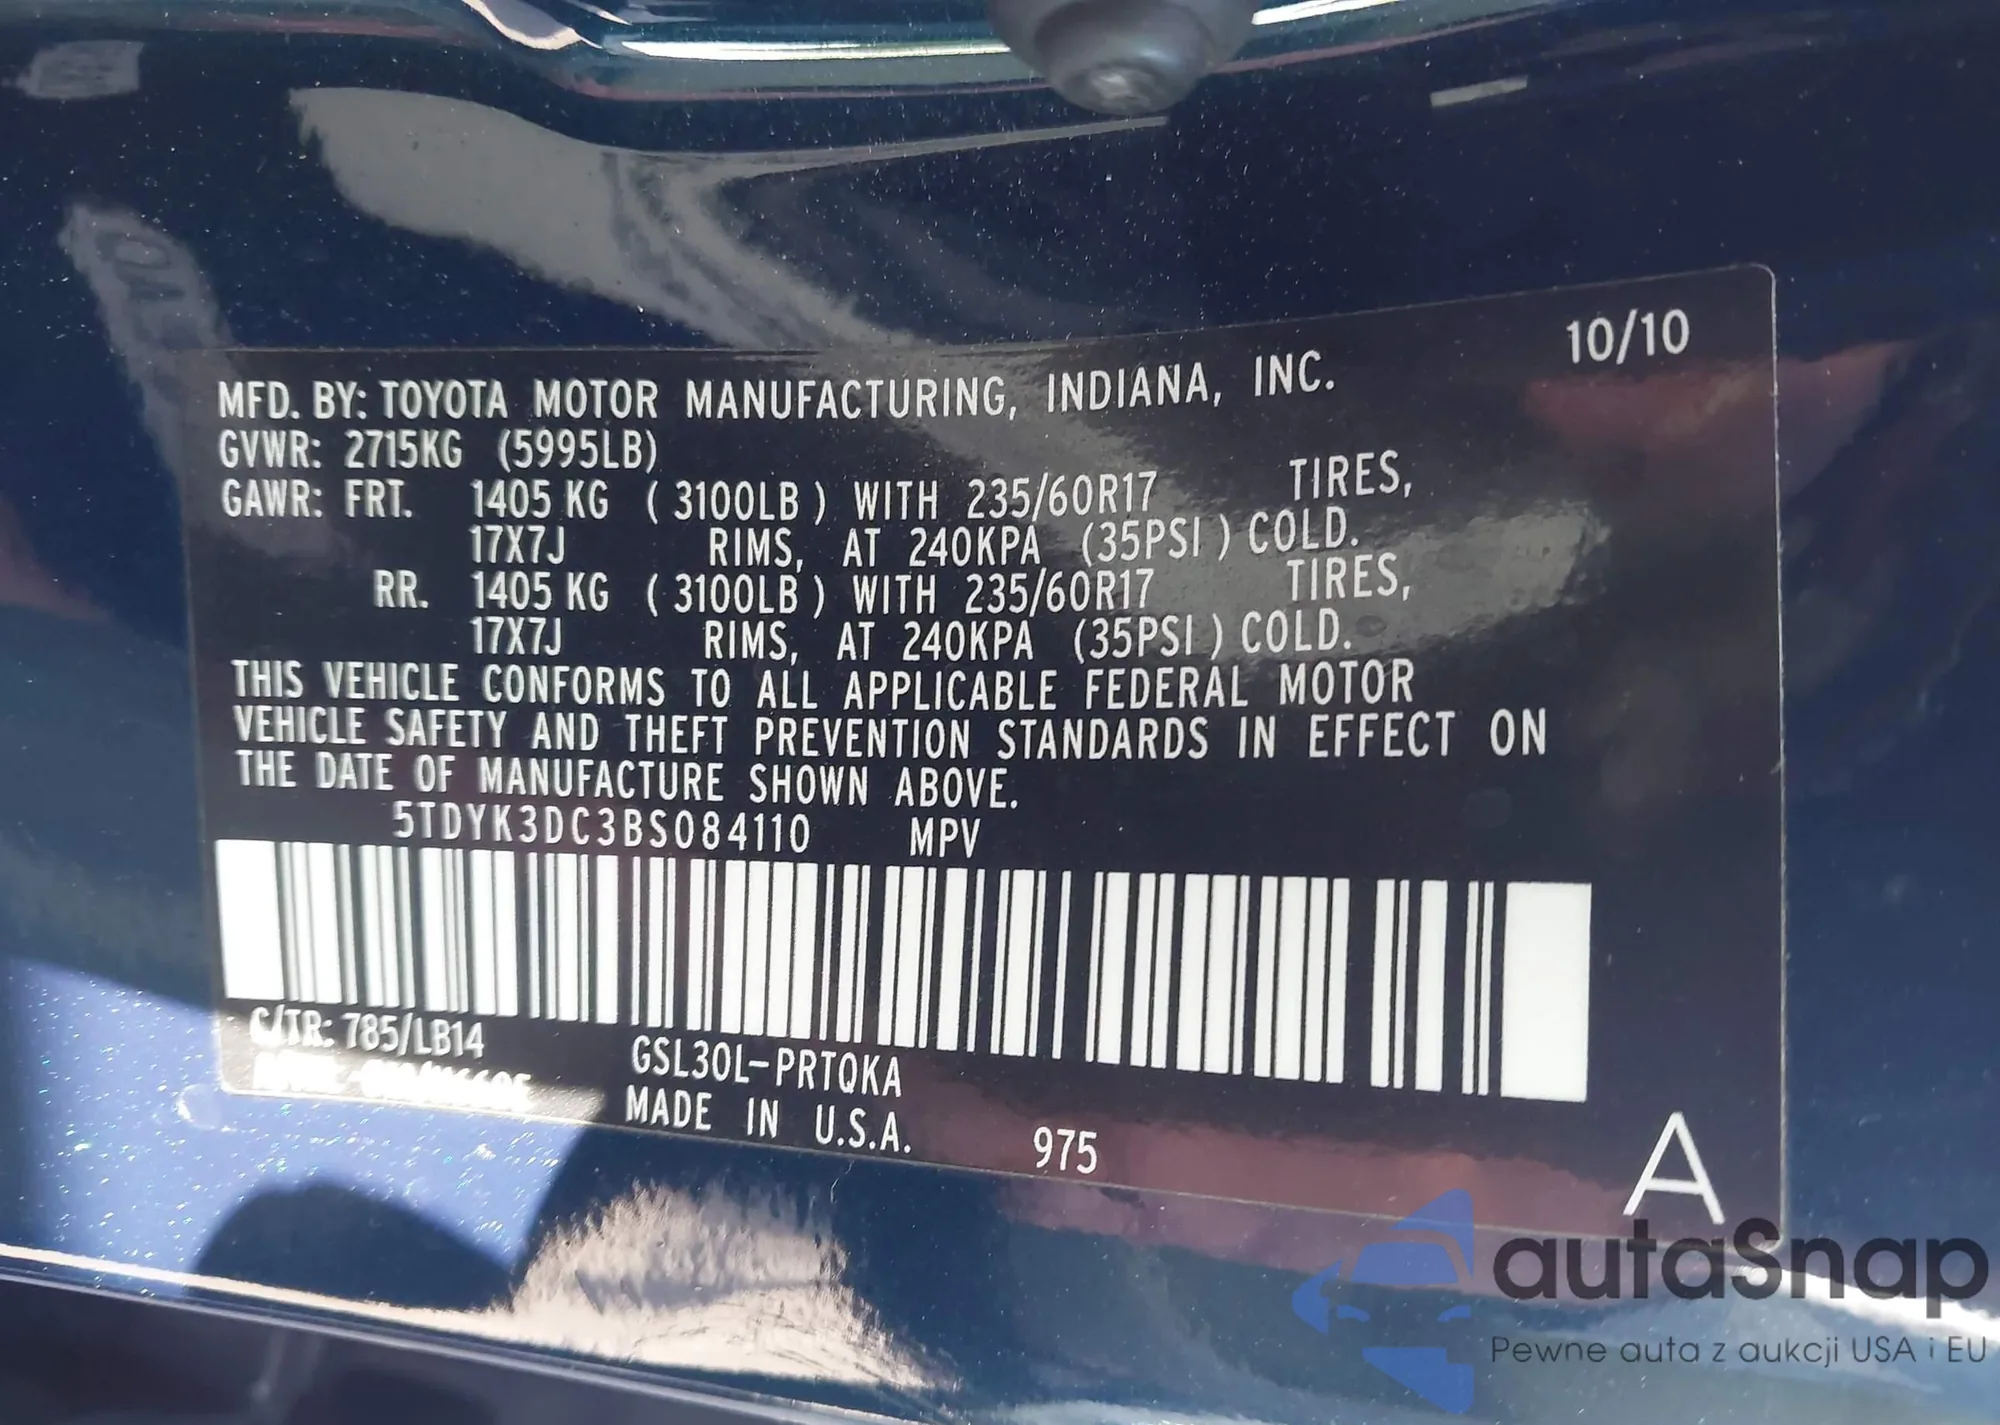 10/10
MFD. BY: TOYOTA MOTOR MANUFACTURING, INDIANA, INC.
GVWR: 2715KG (5995LB)
GAWR: FRT. 1405 KG (3100LB) WITH 235/60R17 TIRES,
17X7J RIMS, AT 240KPA (35PSI) COLD.
RR. 1405 KG (3100LB) WITH 235/60R17 TIRES,
17X7J RIMS, AT 240KPA (35PSI) COLD.
THIS VEHICLE CONFORMS TO ALL APPLICABLE FEDERAL MOTOR
VEHICLE SAFETY AND THEFT PREVENTION STANDARDS IN EFFECT ON
THE DATE OF MANUFACTURE SHOWN ABOVE.
5TDYK3DC3BS084110 MPV
C/TR: 785/LB14
GSL30L-PRTQKA
MADE IN U.S.A. 975
A
autaSnap
Pewne auta z aukcji USA i EU